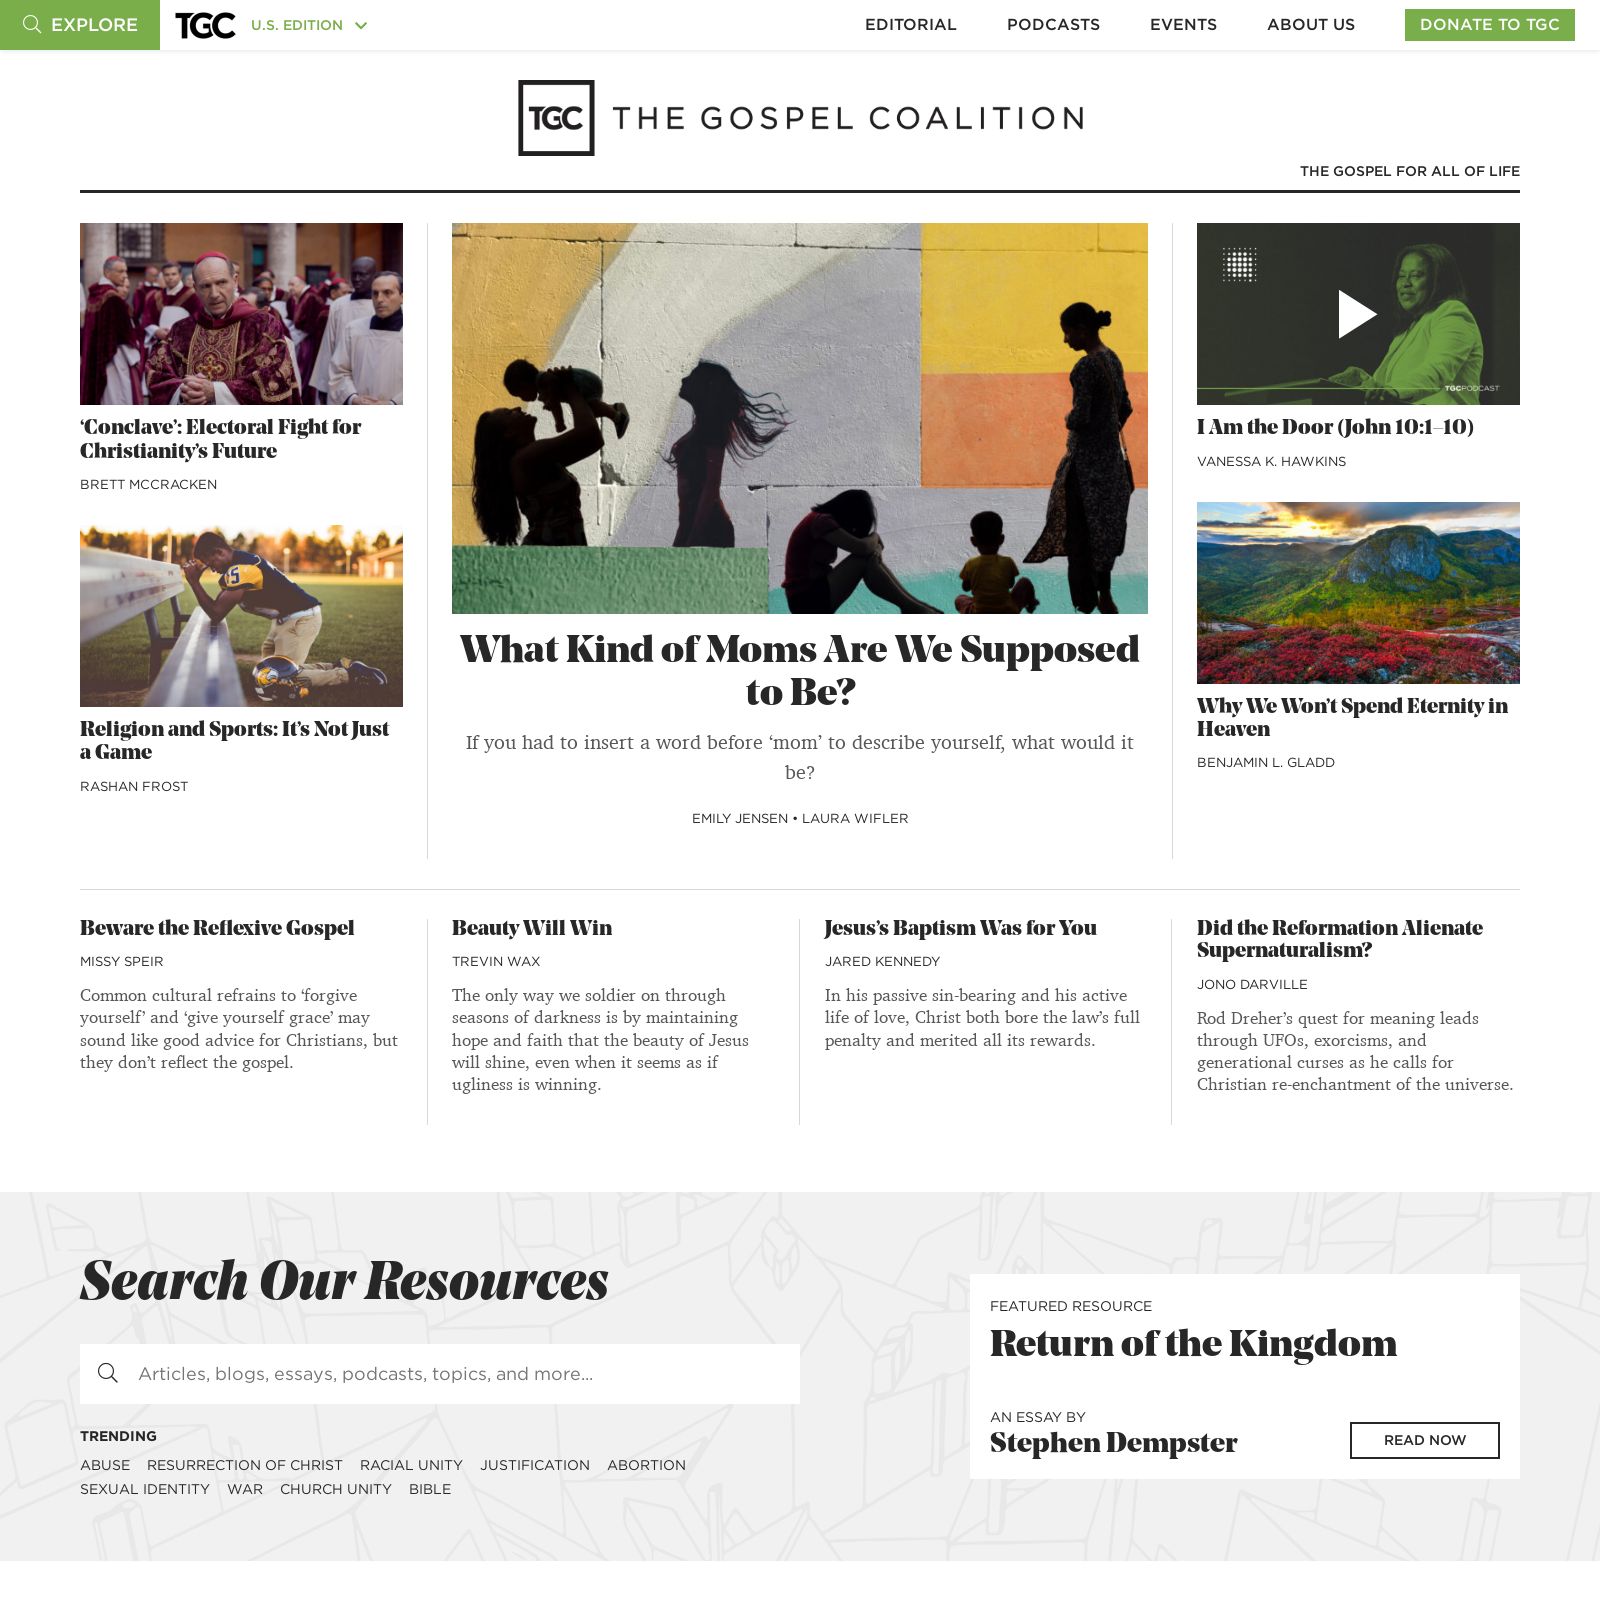 EXPLORE
TGC
U.S. EDITION
EDITORIAL
PODCASTS
EVENTS
ABOUT US
DONATE TO TGC
TGC THE GOSPEL COALITION
THE GOSPEL FOR ALL OF LIFE
‘Conclave’: Electoral Fight for
Christianity’s Future
BRETT MCCRACKEN
5
Religion and Sports: It’s Not Just
a Game
RASHAN FROST
What Kind of Moms Are We Supposed
to Be?
If you had to insert a word before ‘mom’ to describe yourself, what would it
be?
EMILY JENSEN • LAURA WIFLER
TGCPODCAST
I Am the Door (John 10:1–10)
VANESSA K. HAWKINS
Why We Won’t Spend Eternity in
Heaven
BENJAMIN L. GLADD
Beware the Reflexive Gospel
MISSY SPEIR
Common cultural refrains to ‘forgive
yourself’ and ‘give yourself grace’ may
sound like good advice for Christians, but
they don’t reflect the gospel.
Beauty Will Win
TREVIN WAX
The only way we soldier on through
seasons of darkness is by maintaining
hope and faith that the beauty of Jesus
will shine, even when it seems as if
ugliness is winning.
Jesus’s Baptism Was for You
JARED KENNEDY
In his passive sin-bearing and his active
life of love, Christ both bore the law’s full
penalty and merited all its rewards.
Did the Reformation Alienate
Supernaturalism?
JONO DARVILLE
Rod Dreher’s quest for meaning leads
through UFOs, exorcisms, and
generational curses as he calls for
Christian re-enchantment of the universe.
Search Our Resources
Articles, blogs, essays, podcasts, topics, and more...
TRENDING
ABUSE RESURRECTION OF CHRIST RACIAL UNITY JUSTIFICATION ABORTION
SEXUAL IDENTITY WAR CHURCH UNITY BIBLE
FEATURED RESOURCE
Return of the Kingdom
AN ESSAY BY
Stephen Dempster
READ NOW